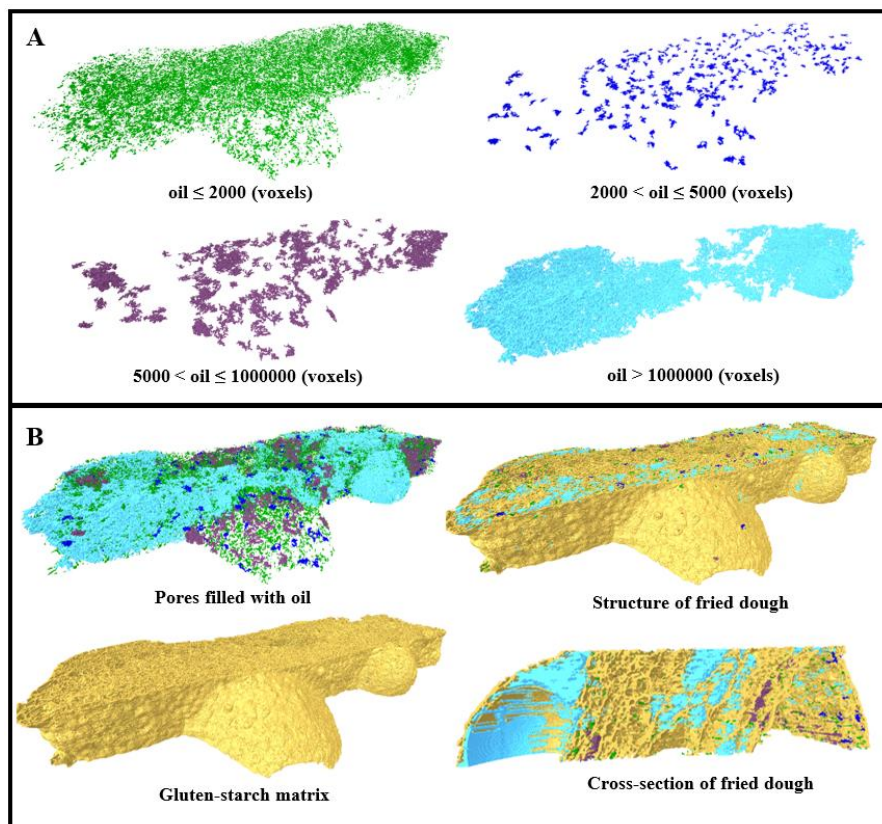 A
oil ≤ 2000 (voxels)
2000 < oil ≤ 5000 (voxels)
5000 < oil ≤ 1000000 (voxels)
oil > 1000000 (voxels)
B
Pores filled with oil
Structure of fried dough
Gluten-starch matrix
Cross-section of fried dough